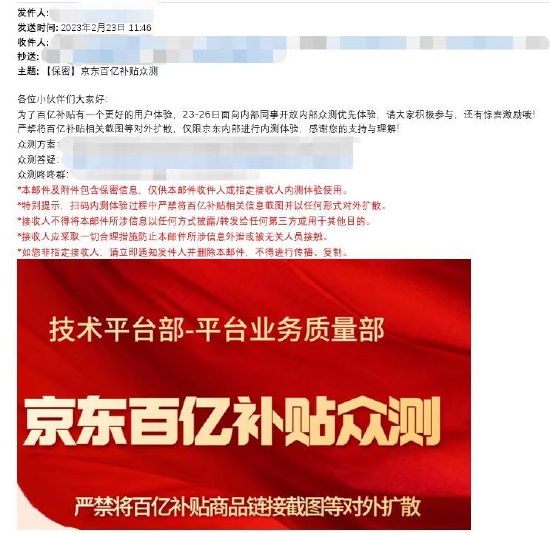 发件人:
发送时间: 2023年2月23日 11:46
收件人:
抄送:
主题: 【保密】京东百亿补贴众测
各位小伙伴们大家好：
为了百亿补贴有一个更好的用户体验，23-26日面向内部同事开放内部众测优先体验，请大家积极参与，还有惊喜激励哦！
严禁将百亿补贴相关截图等对外扩散，仅限京东内部进行内测体验，感谢您的支持与理解！
众测方案：
众测答疑：
众测咚咚群：
*本邮件及附件包含保密信息，仅供本邮件收件人或指定接收人内测体验使用。
*特别提示，扫码内测体验过程中严禁将百亿补贴相关信息截图并以任何形式对外扩散。
*接收人不得将本邮件所涉信息以任何方式披露/转发给任何第三方或用于其他目的。
*接收人应采取一切合理措施防止本邮件所涉信息外泄或被无关人员接触。
*如您非指定接收人，请立即通知发件人并删除本邮件，不得进行传播、复制。
技术平台部-平台业务质量部
京东百亿补贴众测
严禁将百亿补贴商品链接截图等对外扩散